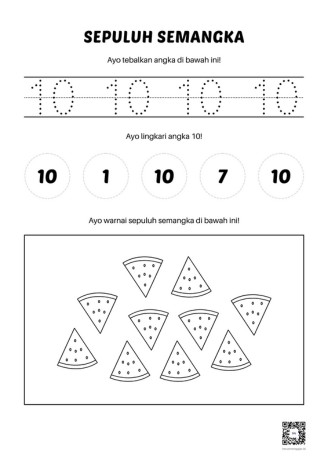 SEPULUH SEMANGKA
Ayo tebalkan angka di bawah ini!
10 10 10 10
Ayo lingkari angka 10!
10 1 10 7 10
Ayo warnai sepuluh semangka di bawah ini!